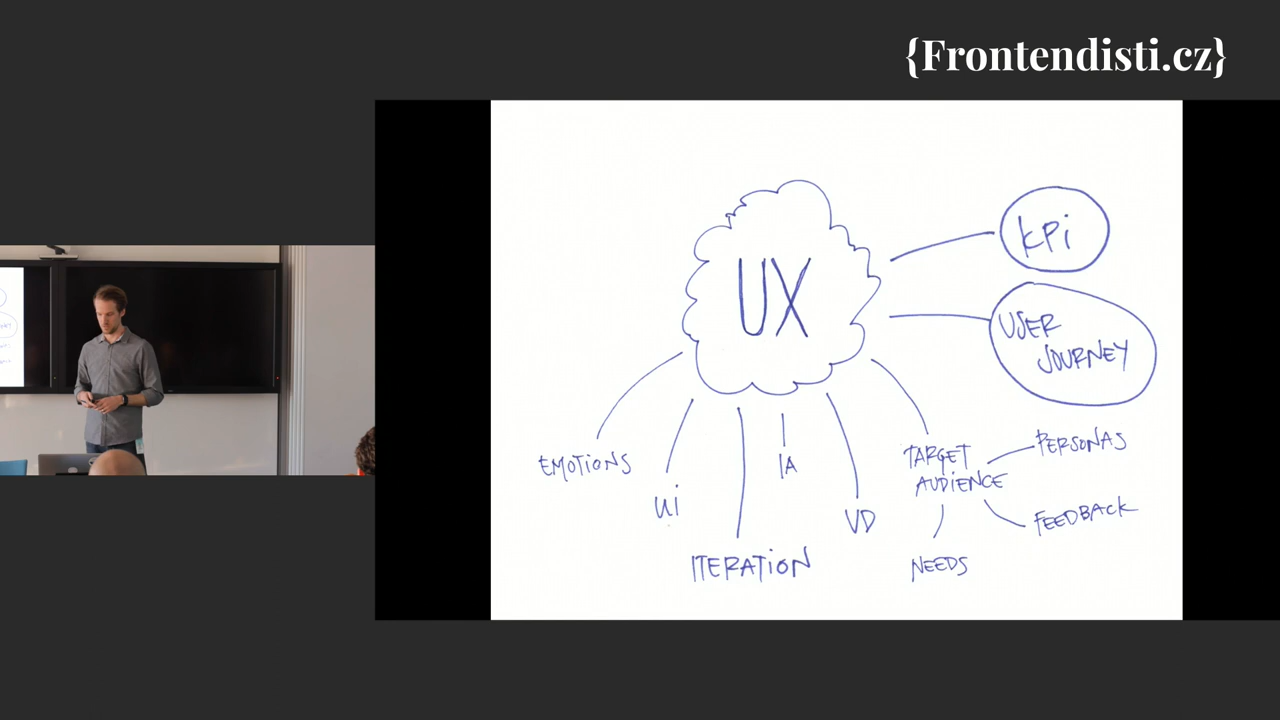 {Frontendisti.cz}
UX
KPi
USER
JOURNEY
EMOTIONS
Ui
ITERATiON
IA
VD
TARGET
AUDIENCE
PERSONAS
FEEDBACK
NEEDS